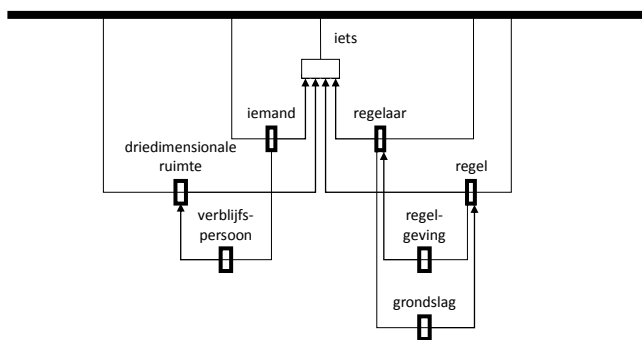 iets
iemand
regelaar
driedimensionale
ruimte
regel
verblijfs-
persoon
regel-
geving
grondslag